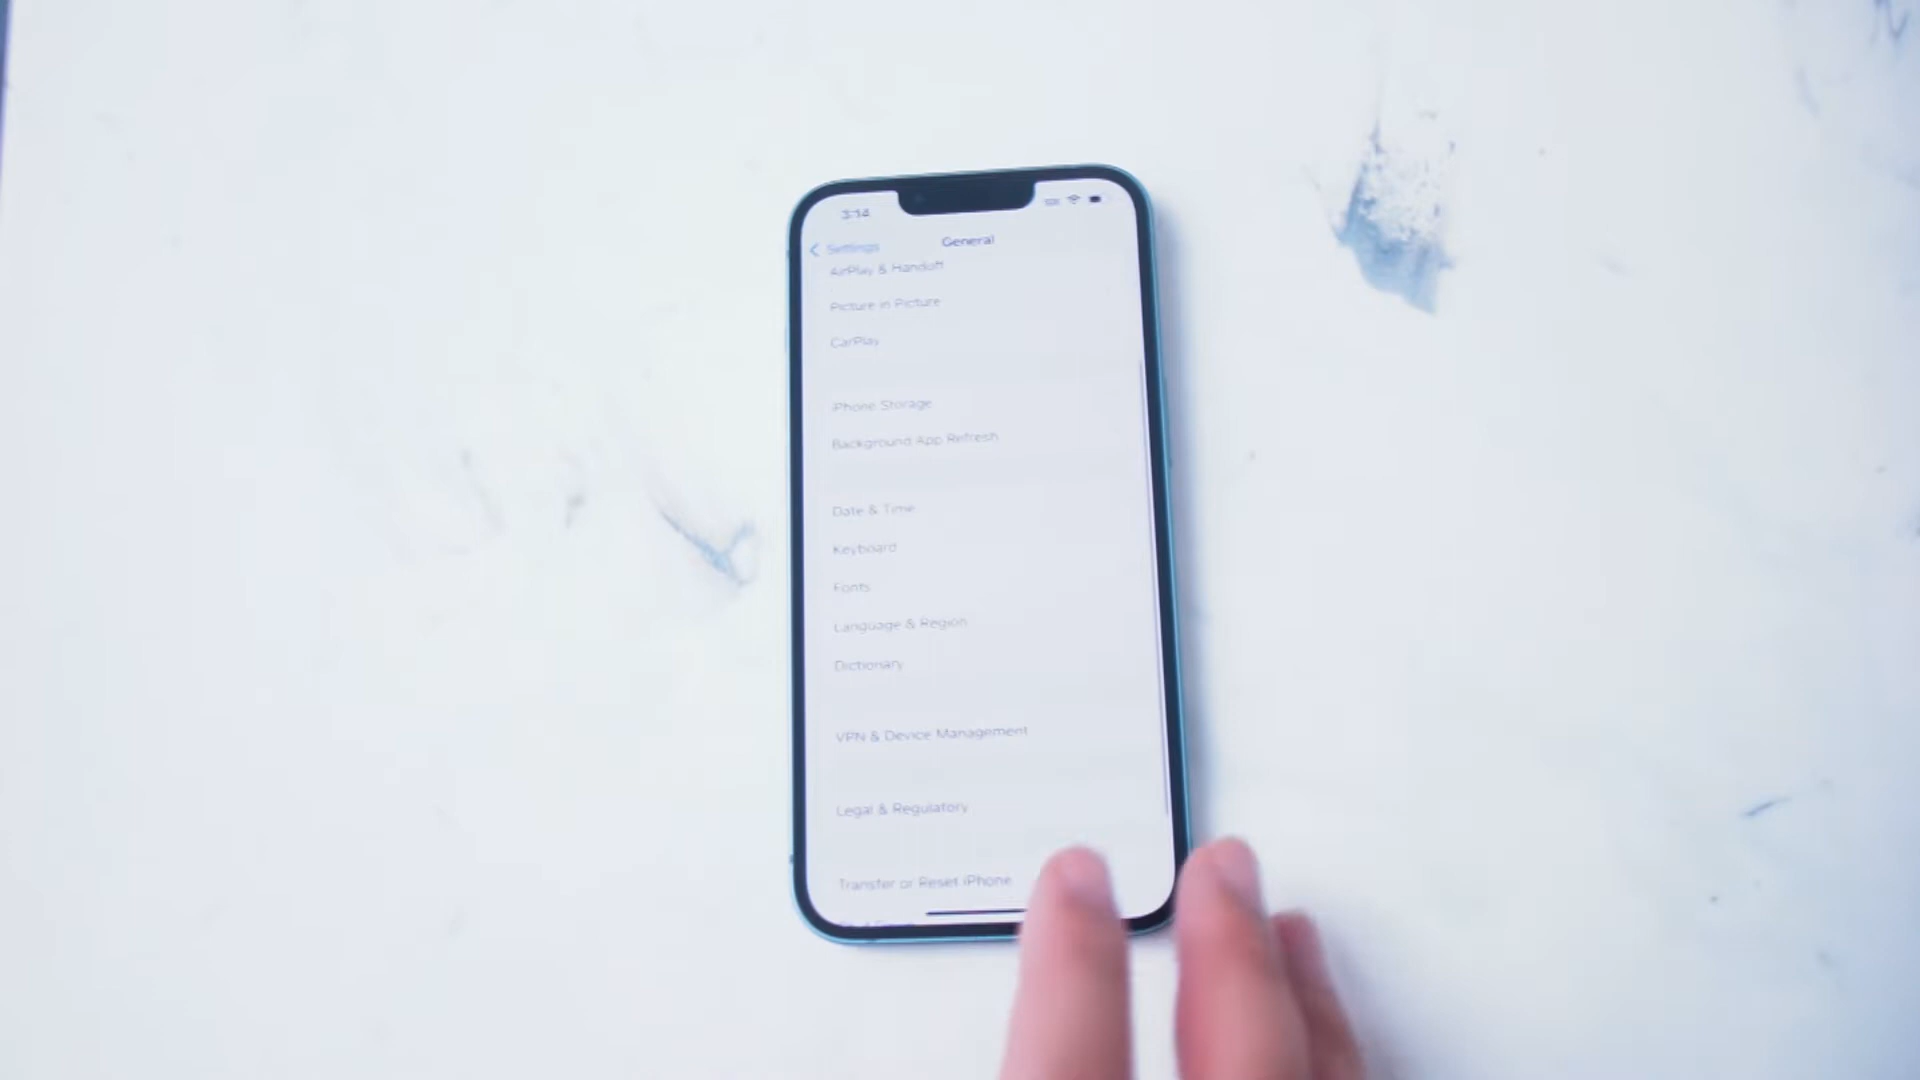 3:14
Settings
General
AirPlay & Handoff
Picture in Picture
CarPlay
iPhone Storage
Background App Refresh
Date & Time
Keyboard
Fonts
Language & Region
Dictionary
VPN & Device Management
Legal & Regulatory
Transfer or Reset iPhone